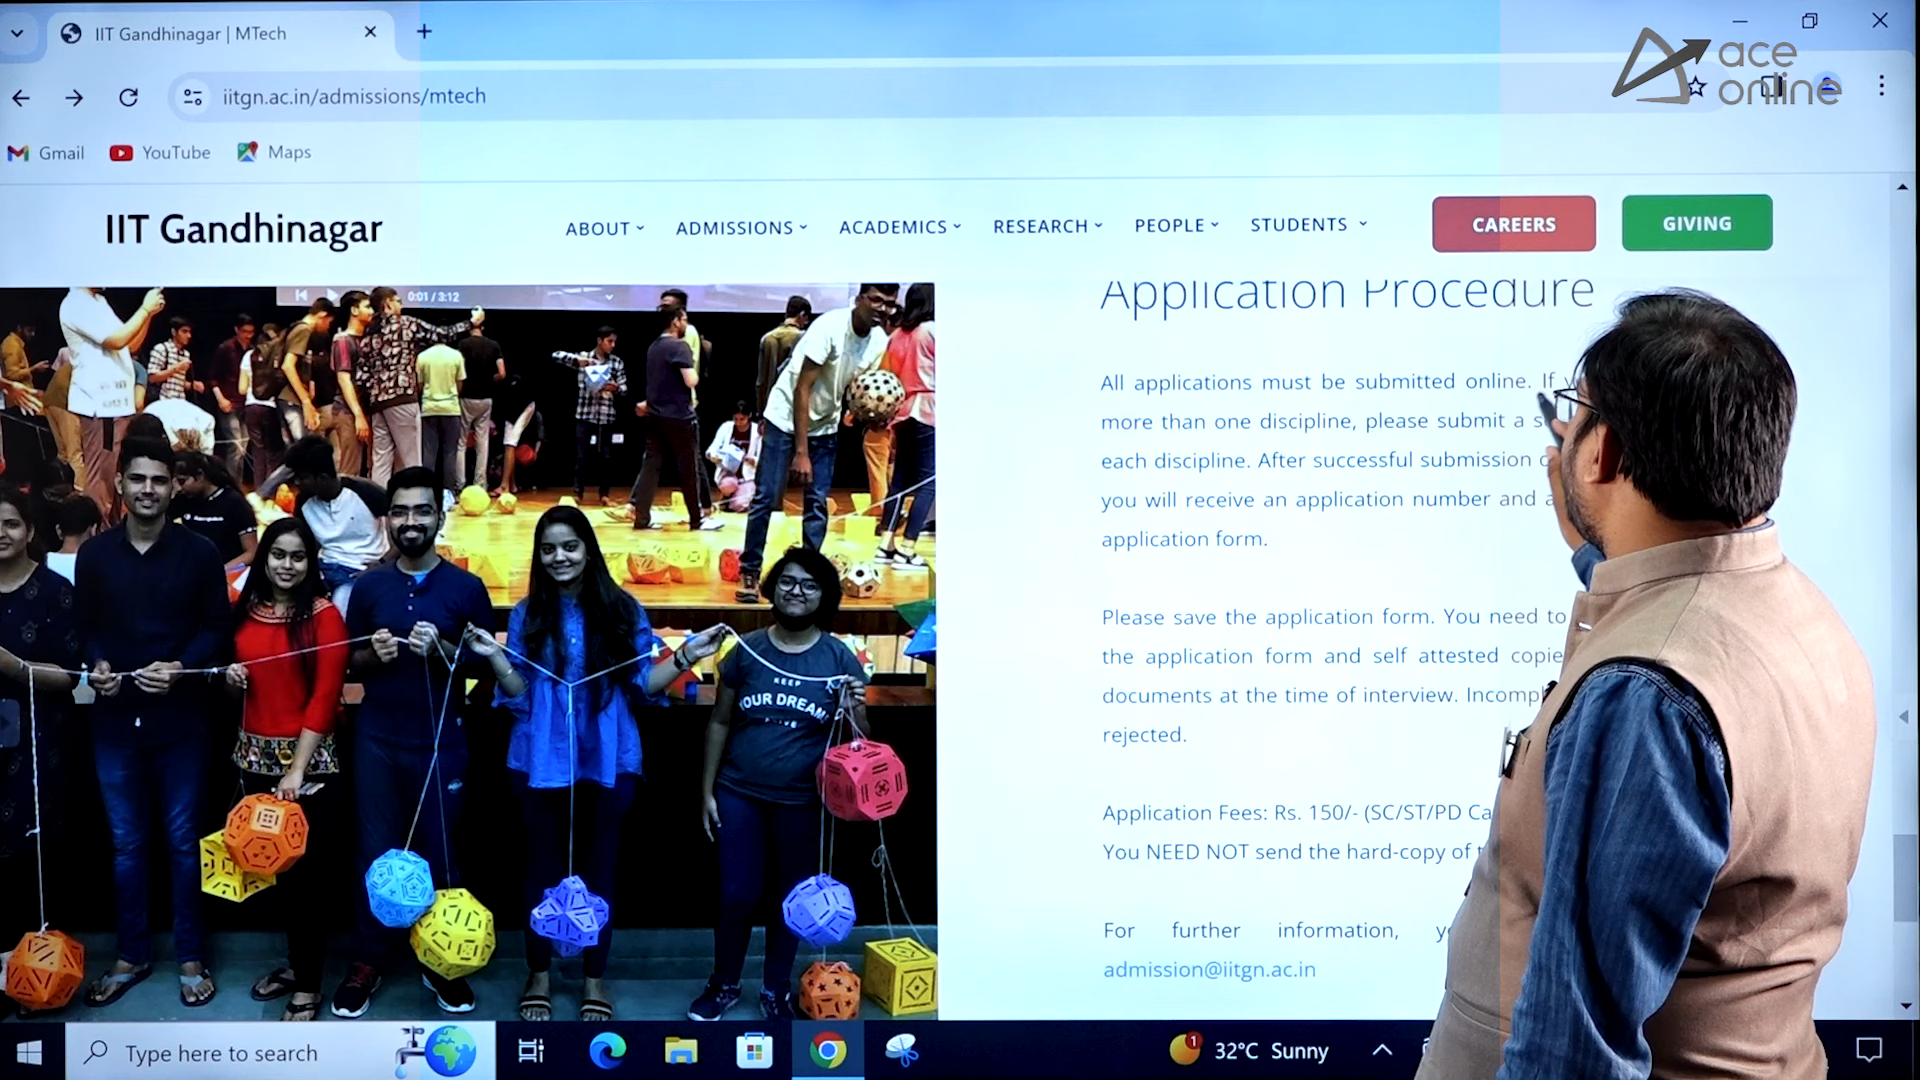 IIT Gandhinagar | MTech
ace
online
iitgn.ac.in/admissions/mtech
Gmail
YouTube
Maps
IIT Gandhinagar
ABOUT
ADMISSIONS
ACADEMICS
RESEARCH
PEOPLE
STUDENTS
CAREERS
GIVING
0:01 / 3:12
KEEP
YOUR DREAM
Application Procedure
All applications must be submitted online. If
more than one discipline, please submit a
each discipline. After successful submission
you will receive an application number and
application form.
Please save the application form. You need to
the application form and self attested
documents at the time of interview.
rejected.
Application Fees: Rs. 150/- (SC/ST/PD
You NEED NOT send the hard-copy of
For further information,
admission@iitgn.ac.in
Type here to search
1
32°C Sunny